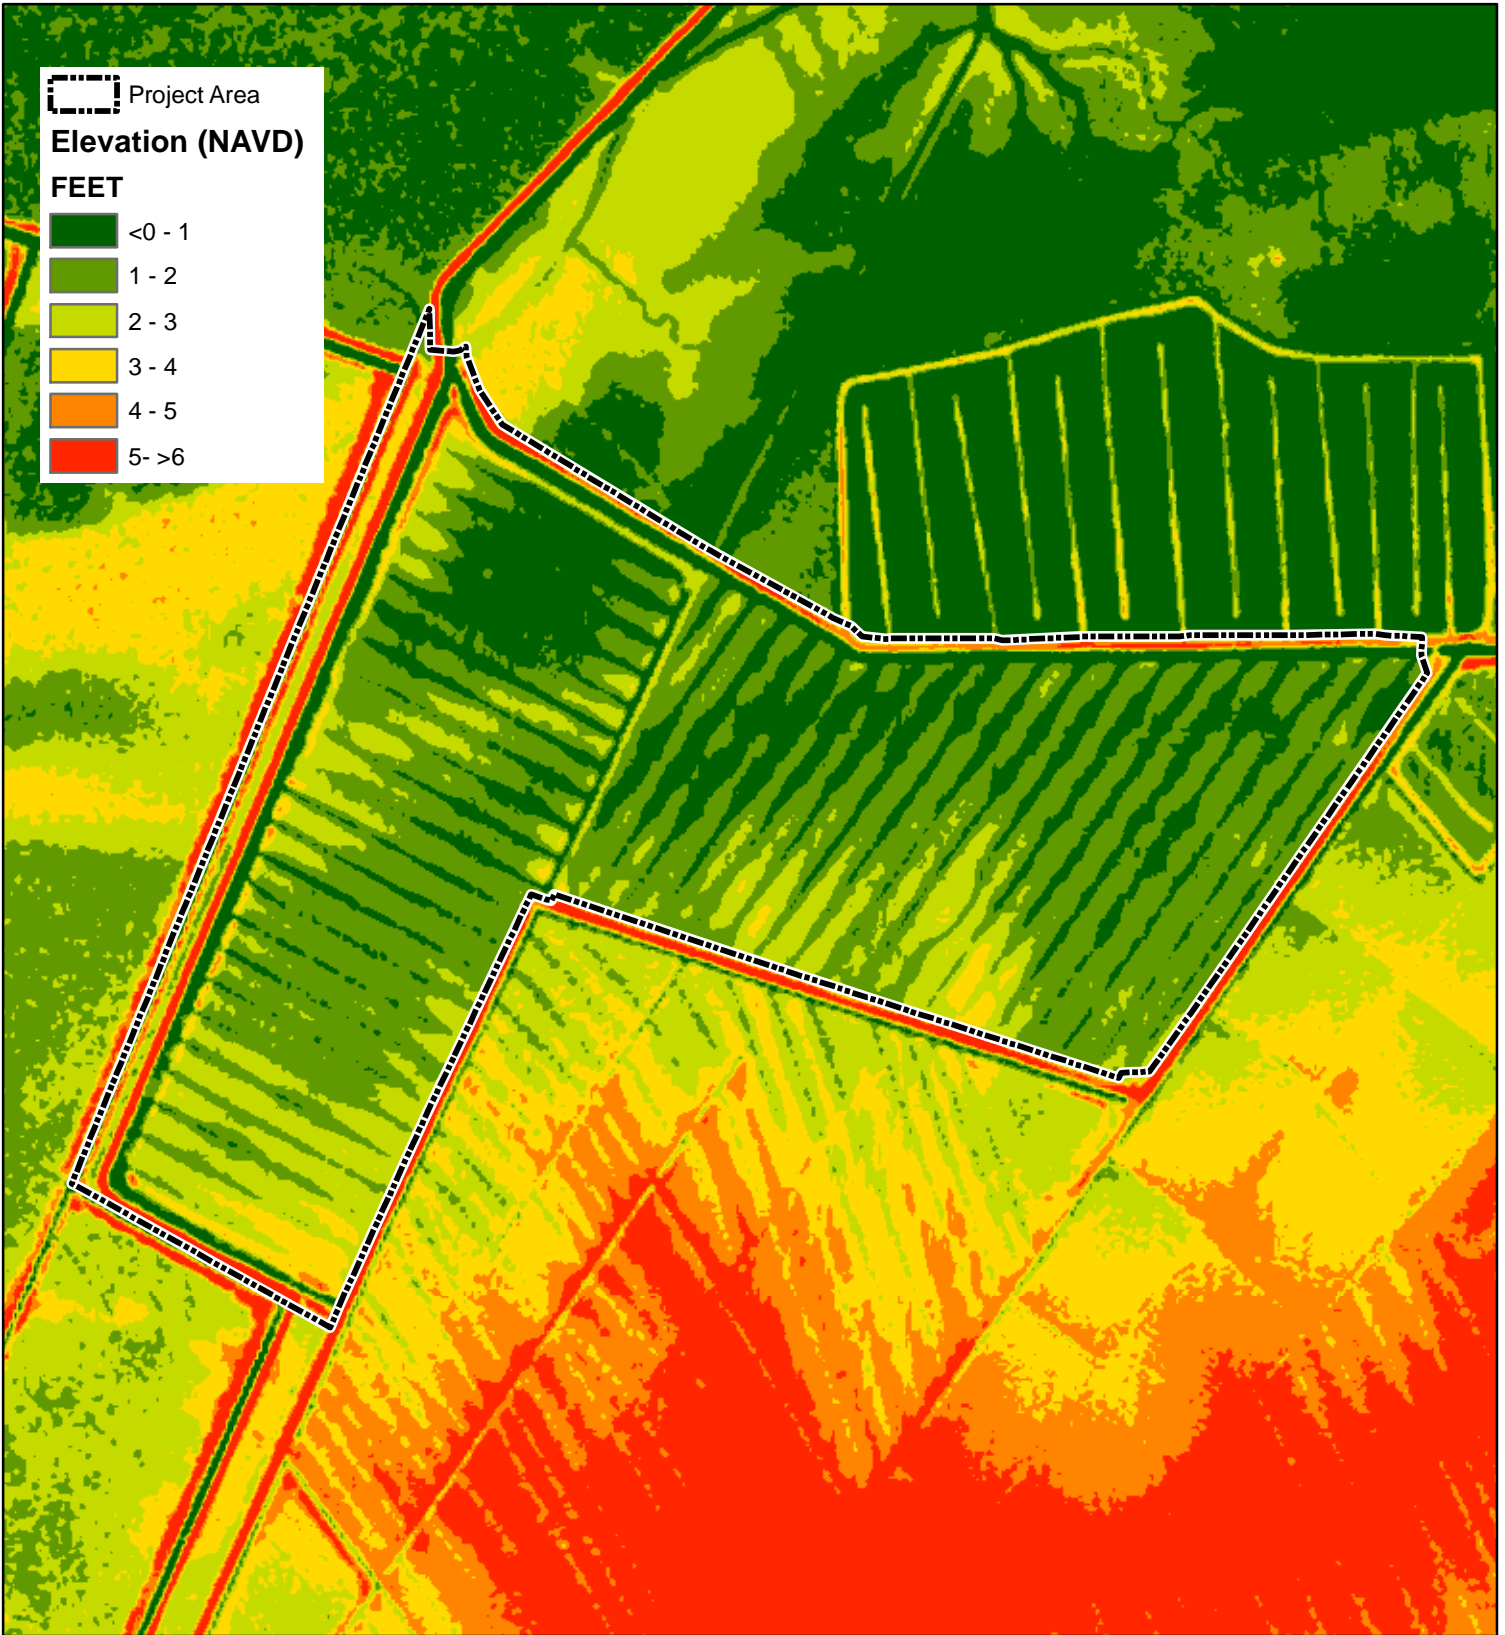 Project Area
Elevation (NAVD)
FEET
<0 - 1
1 - 2
2 - 3
3 - 4
4 - 5
5- >6